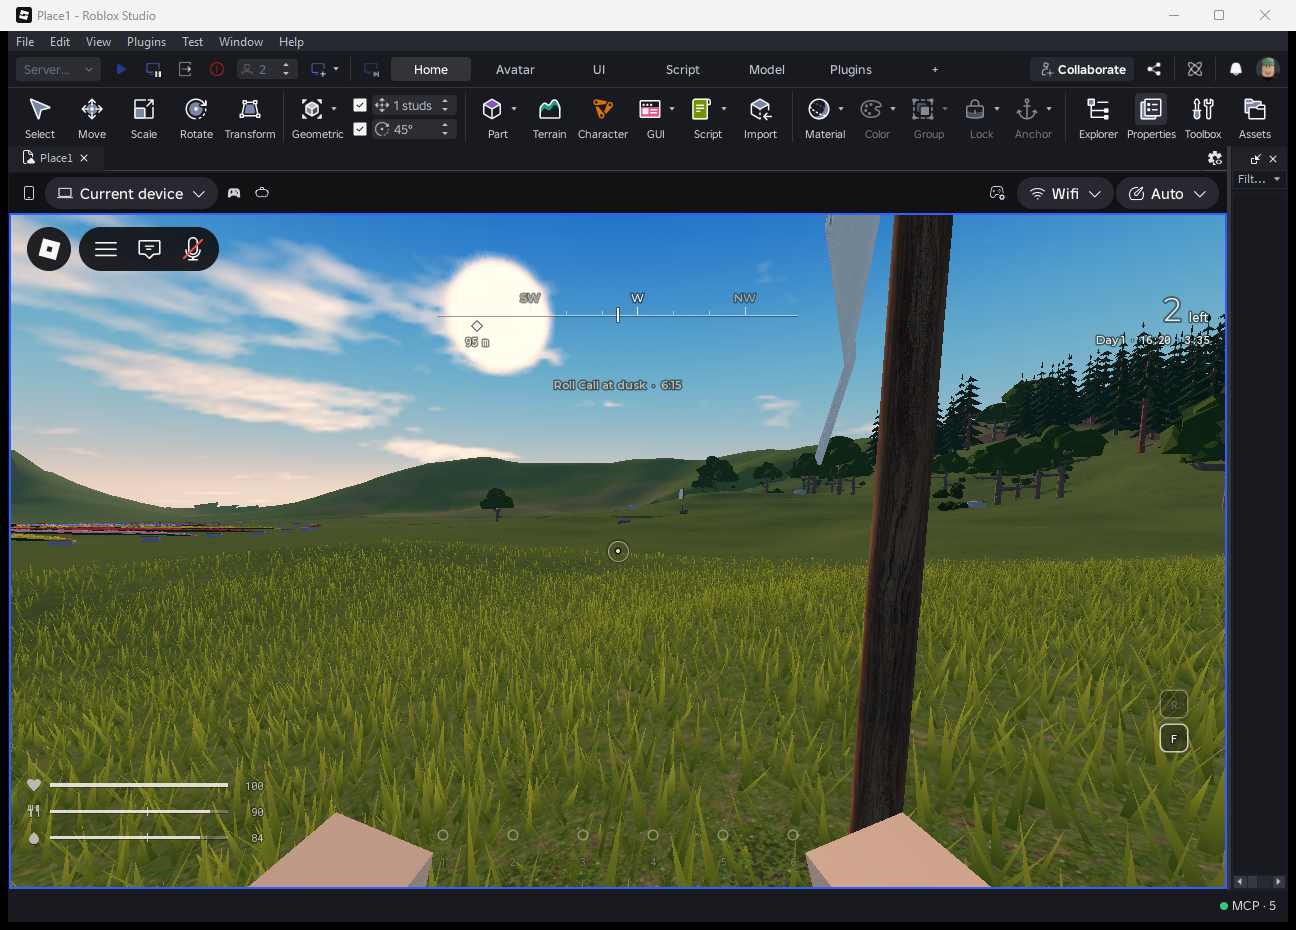 Place1 - Roblox Studio
File Edit View Plugins Test Window Help
Server... 2 Home Avatar UI Script Model Plugins + Collaborate
1 studs
45°
Select Move Scale Rotate Transform Geometric Part Terrain Character GUI Script Import Material Color Group Lock Anchor Explorer Properties Toolbox Assets
Place1
Filt...
Current device Wifi Auto
SW W NW
95 m
2 left
Day 1 · 16:20 · 3:35
Roll Call at dusk · 6:15
R
F
100
90
84
1 2 3 4 5 6
MCP · 5